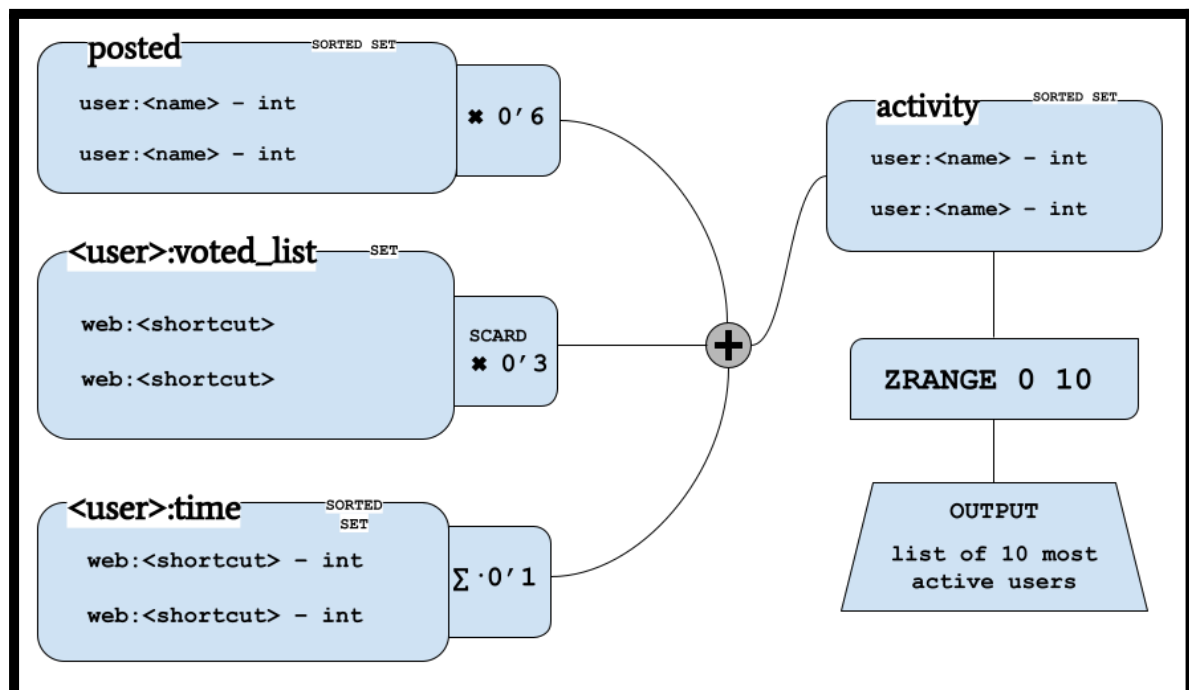 posted
SORTED SET
user:<name> – int
user:<name> – int
✖ 0’6
<user>:voted_list
SET
web:<shortcut>
web:<shortcut>
SCARD
✖ 0’3
<user>:time
SORTED
SET
web:<shortcut> – int
web:<shortcut> – int
∑ ·0’1
+
activity
SORTED SET
user:<name> – int
user:<name> – int
ZRANGE 0 10
OUTPUT
list of 10 most
active users